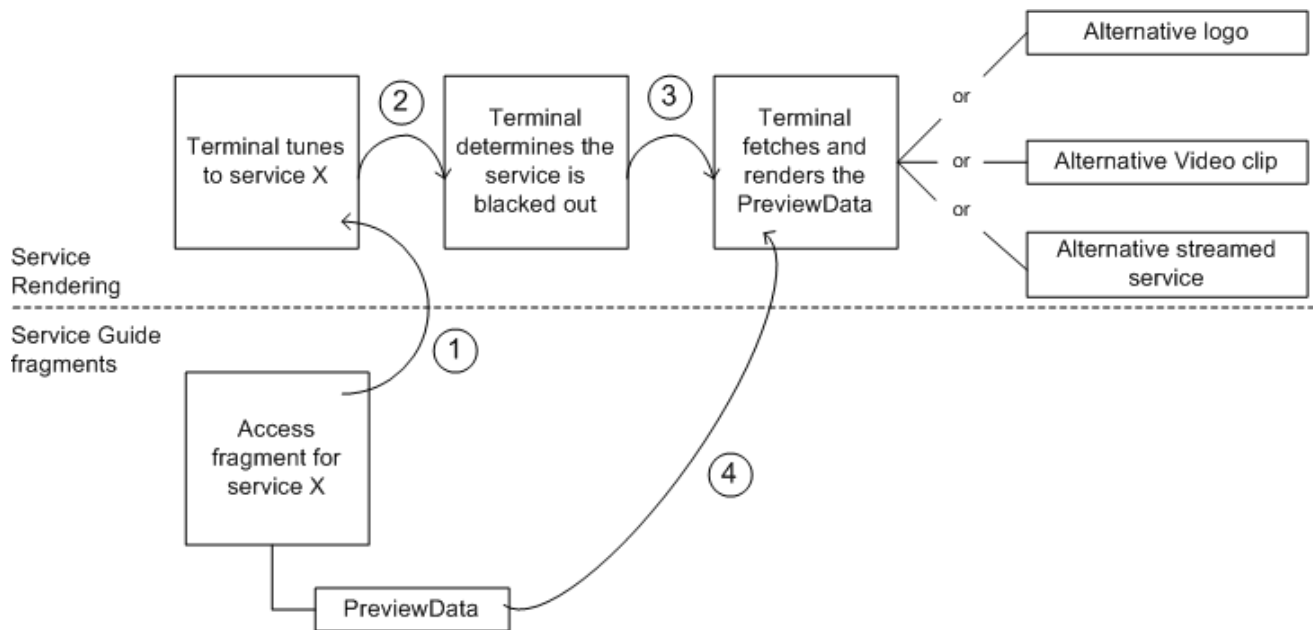 Alternative logo
or
2
3
Terminal tunes
to service X
Terminal
determines the
service is
blacked out
Terminal
fetches and
renders the
PreviewData
or
Alternative Video clip
or
Alternative streamed
service
Service
Rendering
Service Guide
fragments
1
Access
fragment for
service X
4
PreviewData